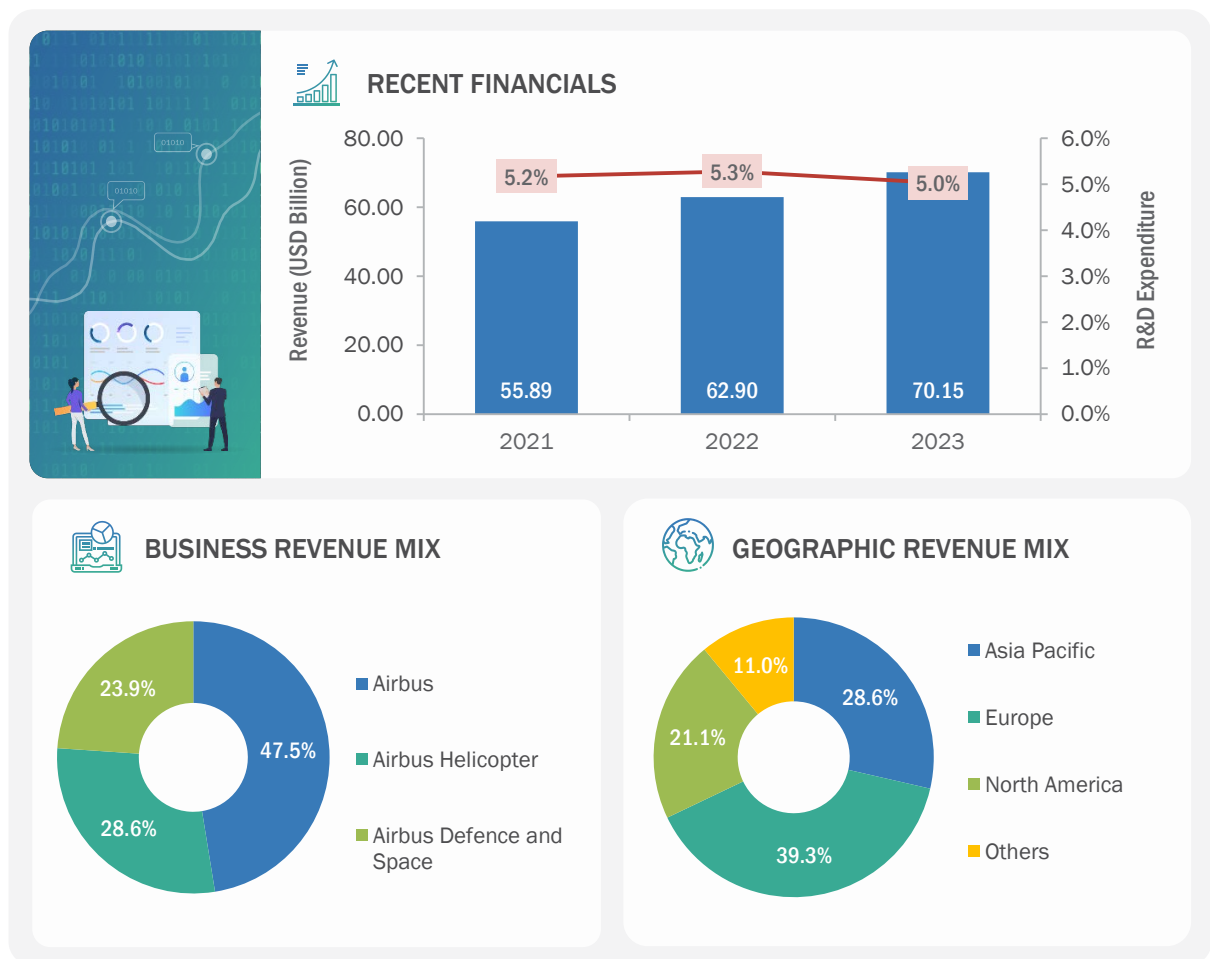 RECENT FINANCIALS
Revenue (USD Billion)
80.00
60.00
40.00
20.00
0.00
5.2%
5.3%
5.0%
55.89
62.90
70.15
2021
2022
2023
6.0%
5.0%
4.0%
3.0%
2.0%
1.0%
0.0%
R&D Expenditure
01010
01010
BUSINESS REVENUE MIX
23.9%
47.5%
28.6%
Airbus
Airbus Helicopter
Airbus Defence and
Space
GEOGRAPHIC REVENUE MIX
11.0%
28.6%
21.1%
39.3%
Asia Pacific
Europe
North America
Others